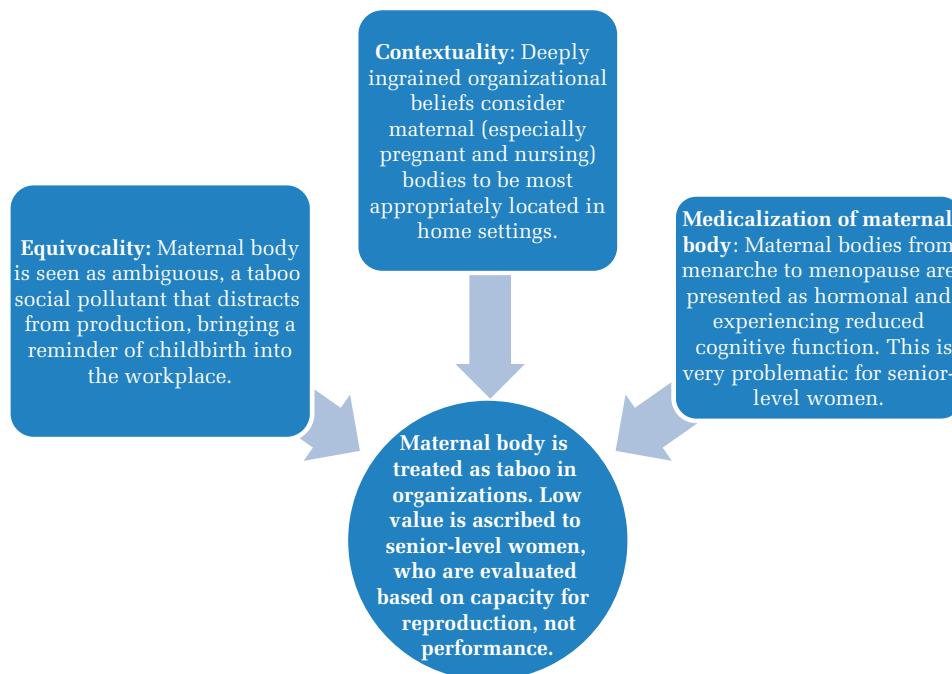 Contextuality: Deeply
ingrained organizational
beliefs consider
maternal (especially
pregnant and nursing)
bodies to be most
appropriately located in
home settings.
Equivocality: Maternal body
is seen as ambiguous, a taboo
social pollutant that distracts
from production, bringing a
reminder of childbirth into
the workplace.
Medicalization of maternal
body: Maternal bodies from
menarche to menopause are
presented as hormonal and
experiencing reduced
cognitive function. This is
very problematic for senior-
level women.
Maternal body is
treated as taboo in
organizations. Low
value is ascribed to
senior-level women,
who are evaluated
based on capacity for
reproduction, not
performance.